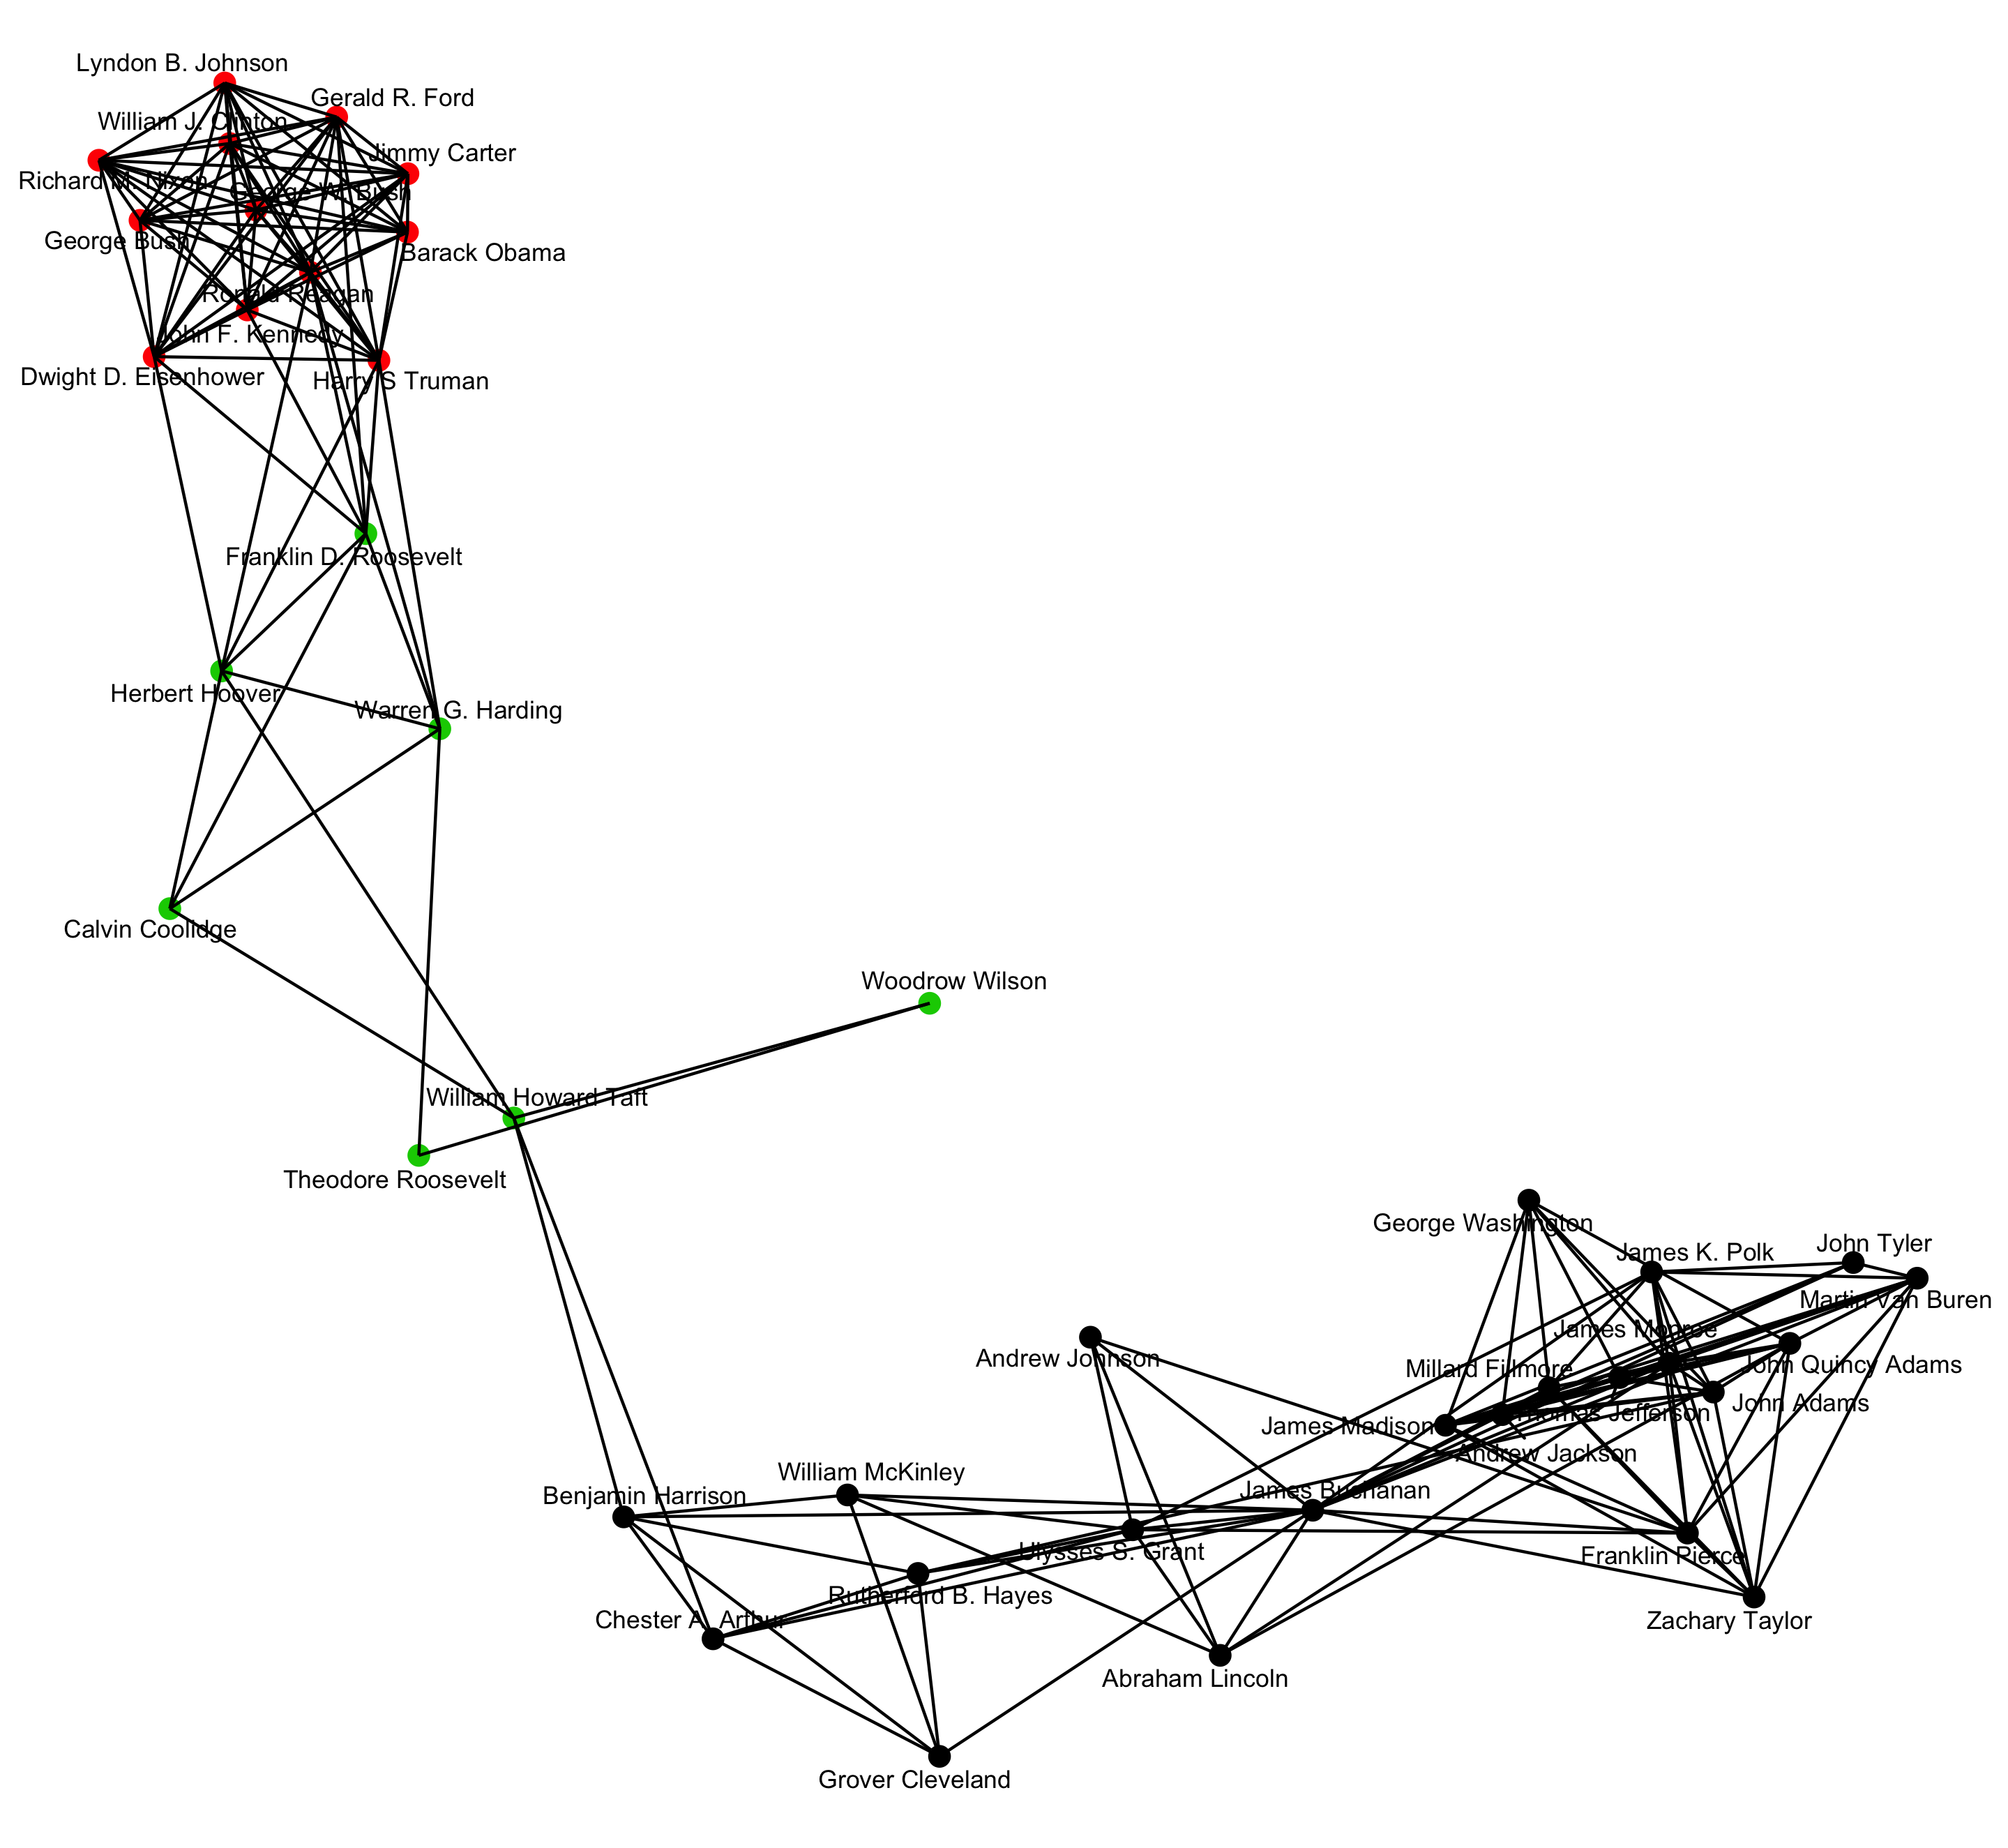 Lyndon B. Johnson
Gerald R. Ford
William J. Clinton
Jimmy Carter
Richard M. Nixon
George W. Bush
George Bush
Barack Obama
Ronald Reagan
John F. Kennedy
Dwight D. Eisenhower
Harry S Truman
Franklin D. Roosevelt
Herbert Hoover
Warren G. Harding
Calvin Coolidge
Woodrow Wilson
William Howard Taft
Theodore Roosevelt
George Washington
James K. Polk
John Tyler
Martin Van Buren
James Monroe
Andrew Johnson
Millard Fillmore
John Quincy Adams
John Adams
Thomas Jefferson
James Madison
Andrew Jackson
William McKinley
Benjamin Harrison
James Buchanan
Ulysses S. Grant
Franklin Pierce
Rutherford B. Hayes
Chester A. Arthur
Zachary Taylor
Abraham Lincoln
Grover Cleveland